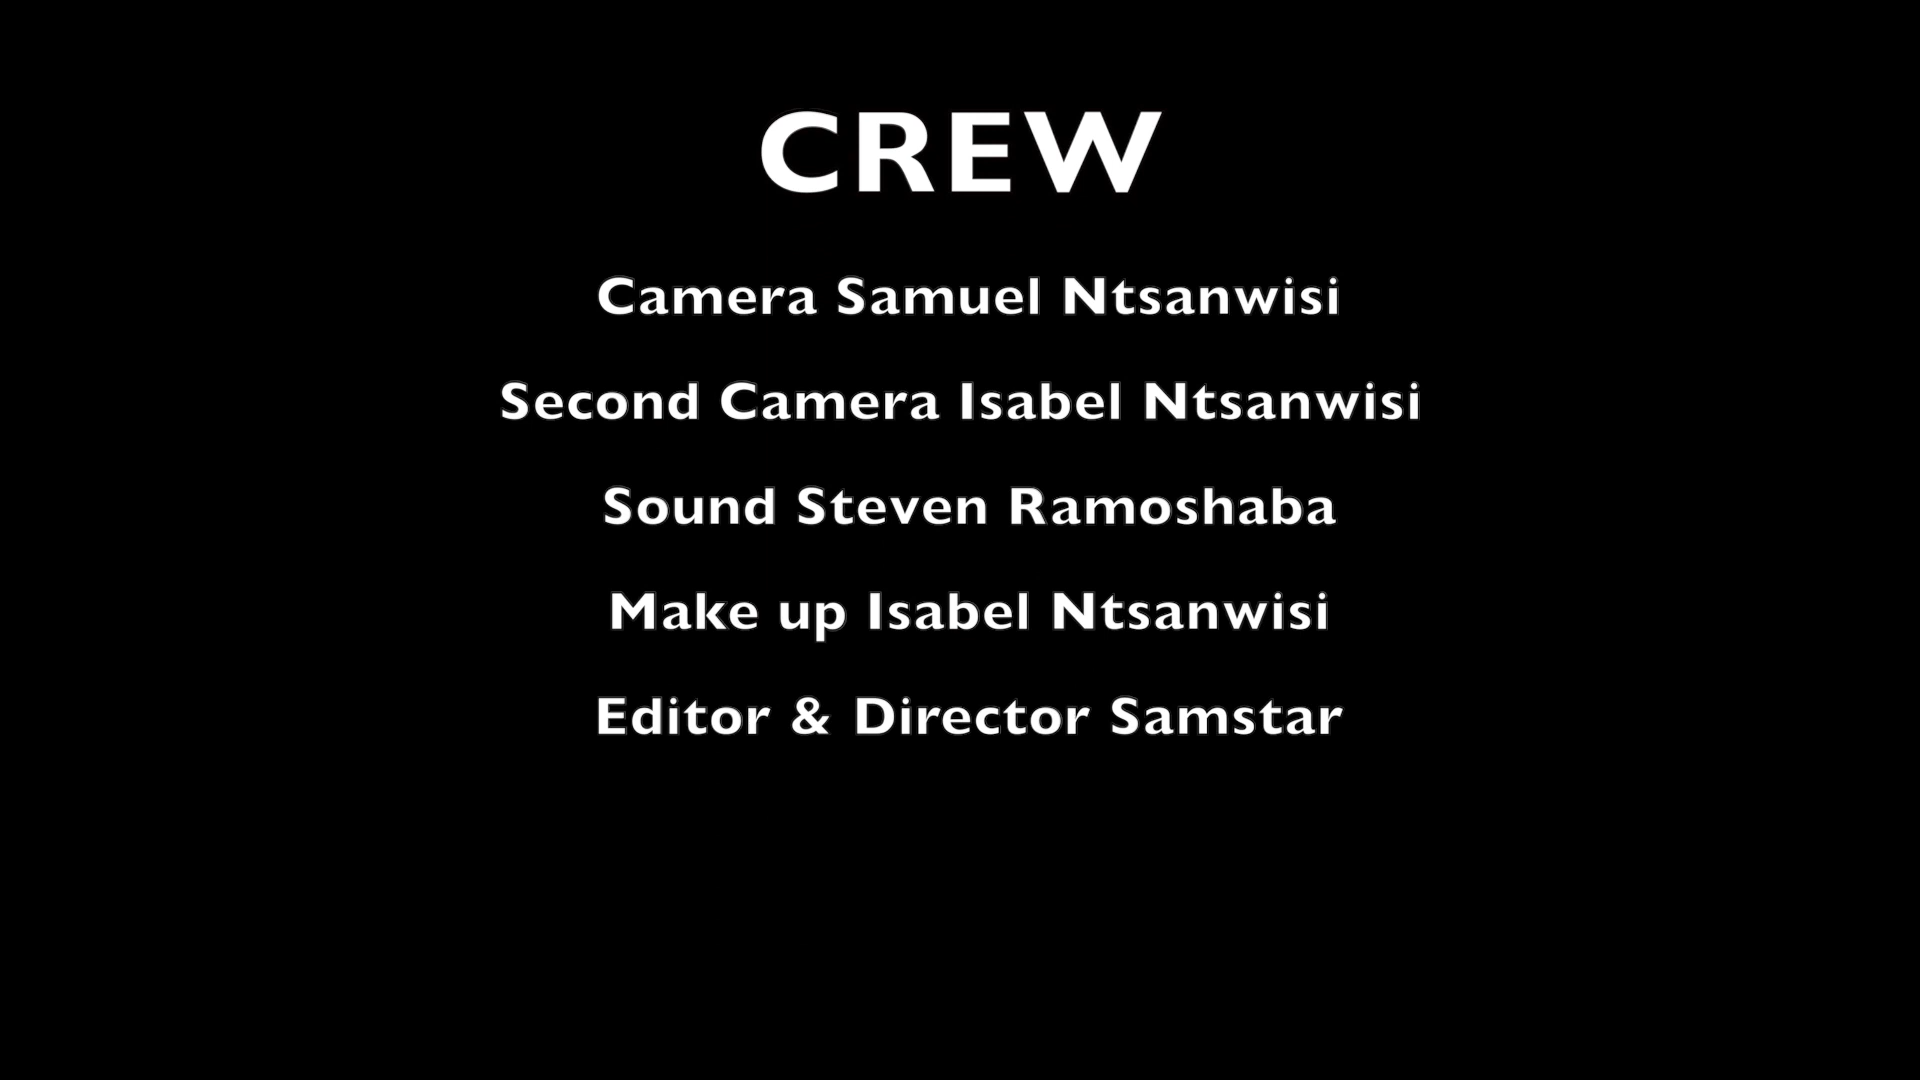 CREW
Camera Samuel Ntsanwisi
Second Camera Isabel Ntsanwisi
Sound Steven Ramoshaba
Make up Isabel Ntsanwisi
Editor & Director Samstar